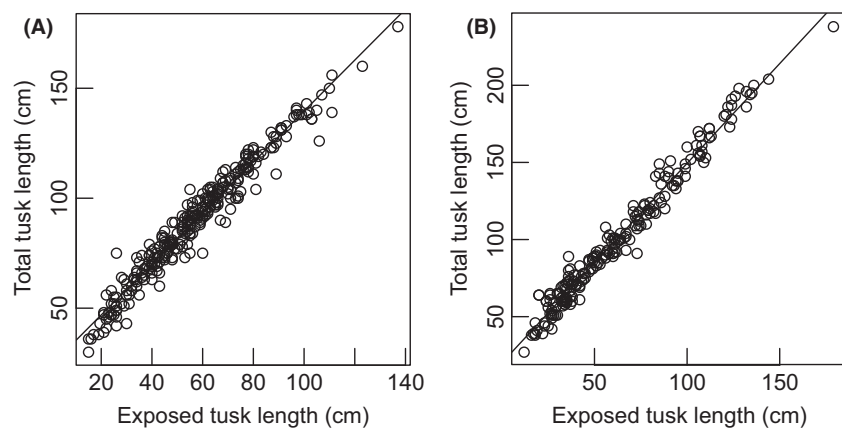 (A)
Total tusk length (cm)
150
100
50
20 40 60 80 100 120 140
Exposed tusk length (cm)
(B)
Total tusk length (cm)
200
150
100
50
50 100 150
Exposed tusk length (cm)